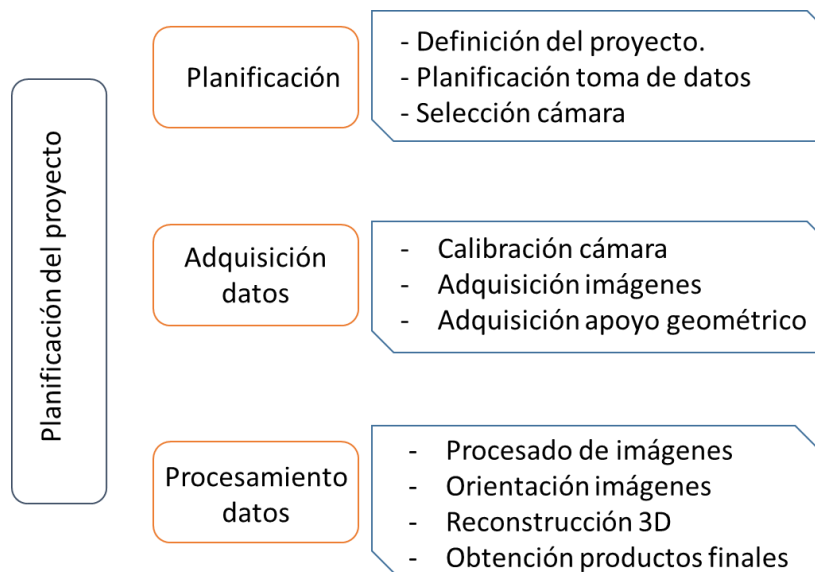 Planificación del proyecto
Planificación
- Definición del proyecto.
- Planificación toma de datos
- Selección cámara
Adquisición
datos
- Calibración cámara
- Adquisición imágenes
- Adquisición apoyo geométrico
Procesamiento
datos
- Procesado de imágenes
- Orientación imágenes
- Reconstrucción 3D
- Obtención productos finales